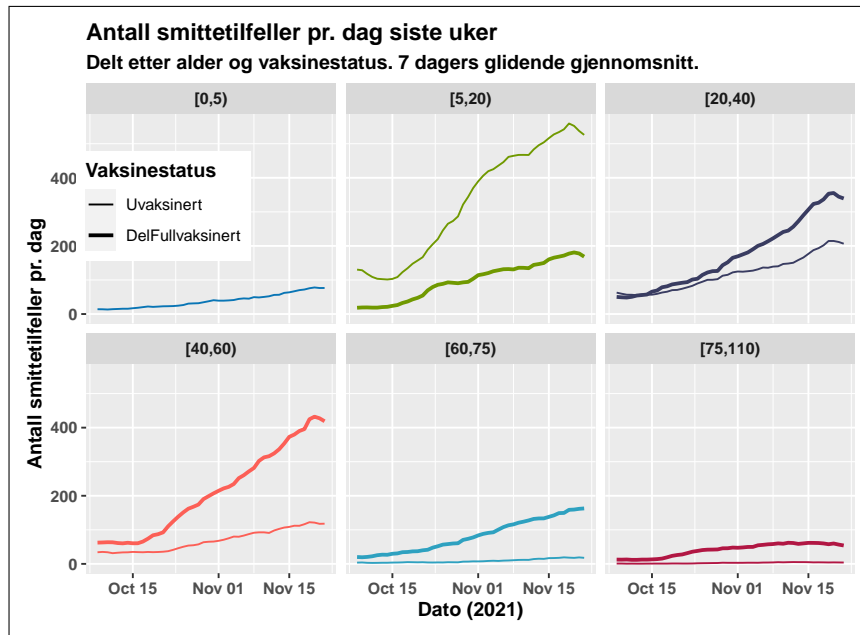 Antall smittetilfeller pr. dag siste uker
Delt etter alder og vaksinestatus. 7 dagers glidende gjennomsnitt.
[0,5)
[5,20)
[20,40)
Vaksinestatus
Uvaksinert
DelFullvaksinert
400
200
0
[40,60)
[60,75)
[75,110)
400
200
0
Antall smittetilfeller pr. dag
Oct 15
Nov 01
Nov 15
Oct 15
Nov 01
Nov 15
Oct 15
Nov 01
Nov 15
Dato (2021)